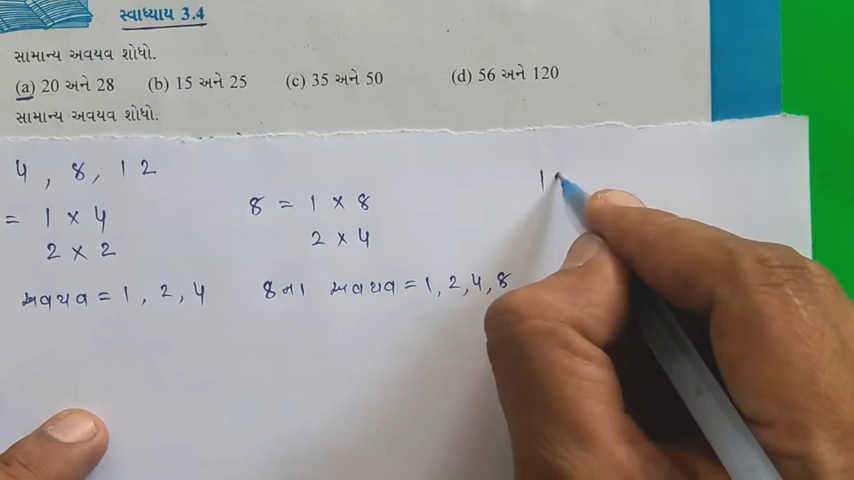 સ્વાધ્યાય 3.4
સામાન્ય અવયવ શોધો.
(a) 20 અને 28 (b) 15 અને 25 (c) 35 અને 50 (d) 56 અને 120
સામાન્ય અવયવ શોધો.
4, 8, 12
= 1 × 4 8 = 1 × 8
2 × 2 2 × 4
અવયવ = 1, 2, 4 8ના અવયવ = 1, 2, 4, 8